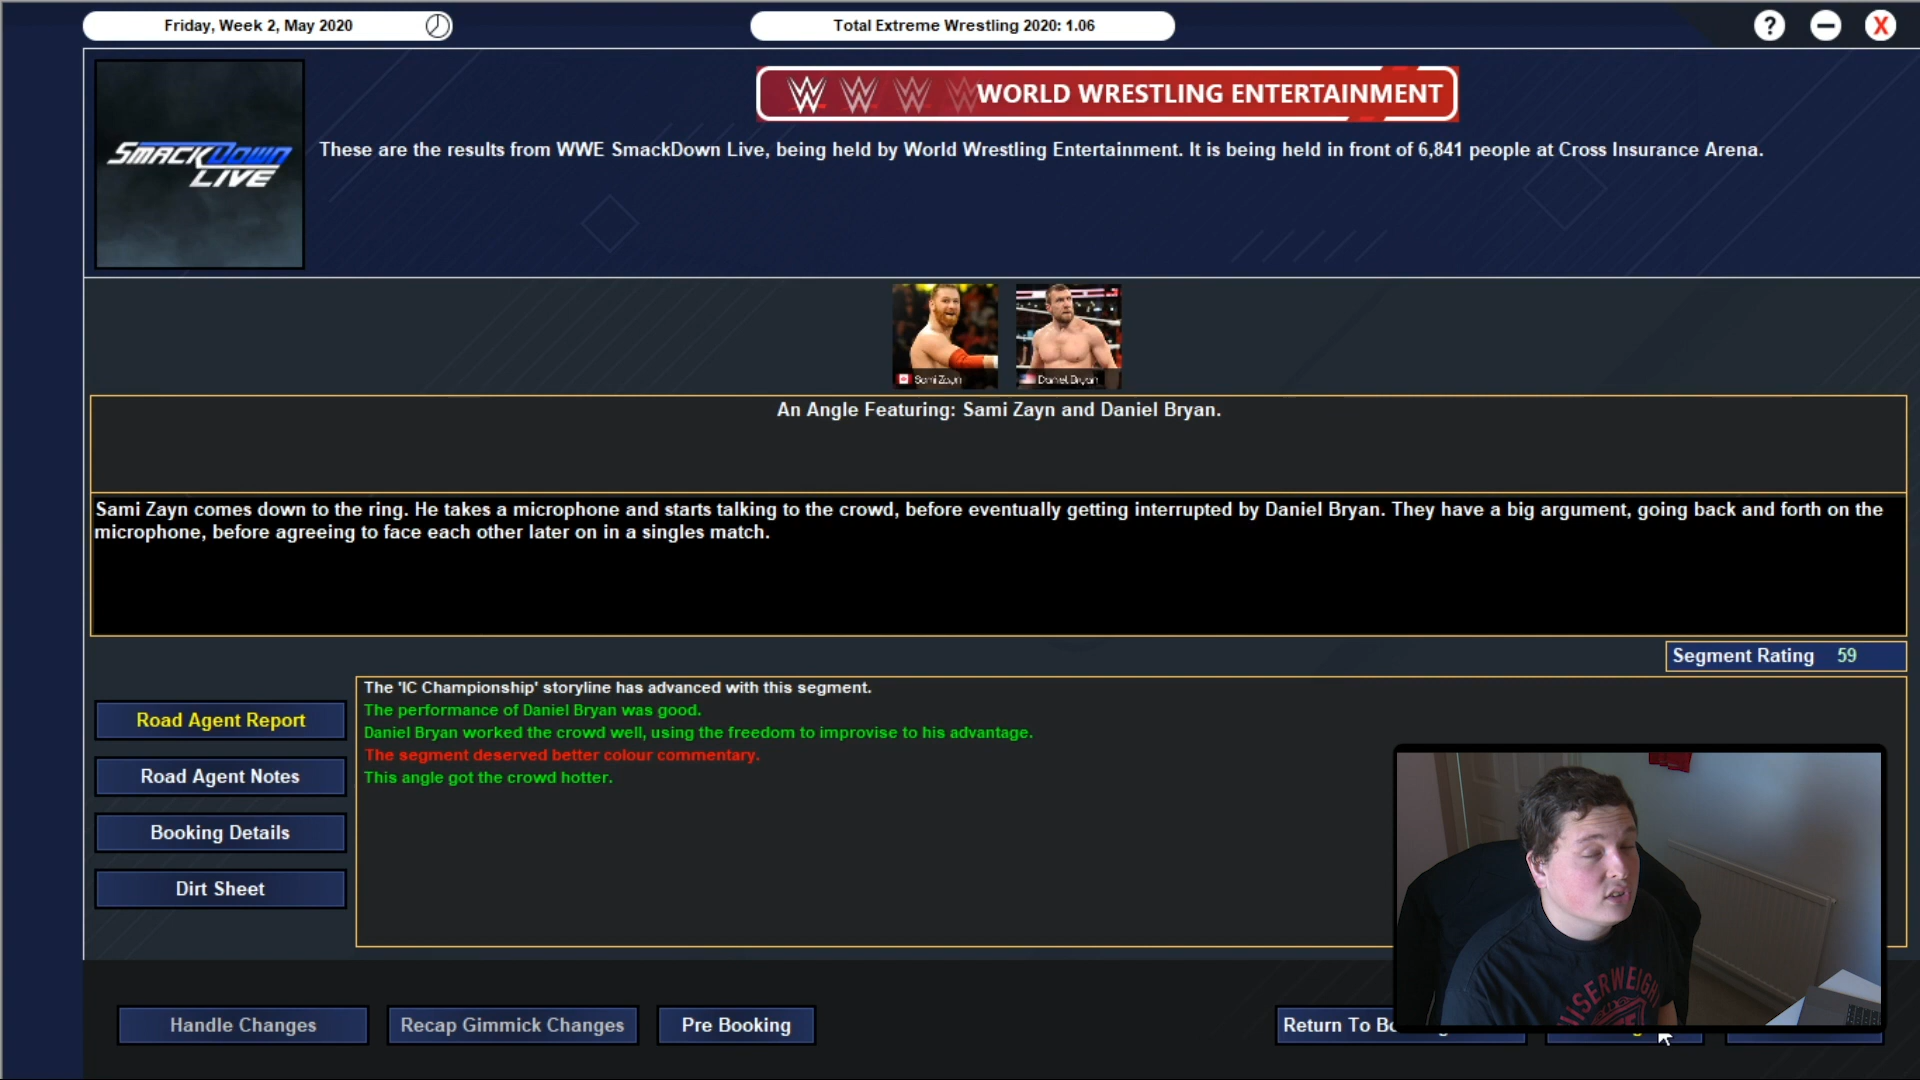 Friday, Week 2, May 2020
Total Extreme Wrestling 2020: 1.06
?
X
WORLD WRESTLING ENTERTAINMENT
SMACKDOWN
LIVE
These are the results from WWE SmackDown Live, being held by World Wrestling Entertainment. It is being held in front of 6,841 people at Cross Insurance Arena.
Sami Zayn
Daniel Bryan
An Angle Featuring: Sami Zayn and Daniel Bryan.
Sami Zayn comes down to the ring. He takes a microphone and starts talking to the crowd, before eventually getting interrupted by Daniel Bryan. They have a big argument, going back and forth on the
microphone, before agreeing to face each other later on in a singles match.
Segment Rating 59
The 'IC Championship' storyline has advanced with this segment.
The performance of Daniel Bryan was good.
Daniel Bryan worked the crowd well, using the freedom to improvise to his advantage.
The segment deserved better colour commentary.
This angle got the crowd hotter.
Road Agent Report
Road Agent Notes
Booking Details
Dirt Sheet
Handle Changes
Recap Gimmick Changes
Pre Booking
Return To Bo